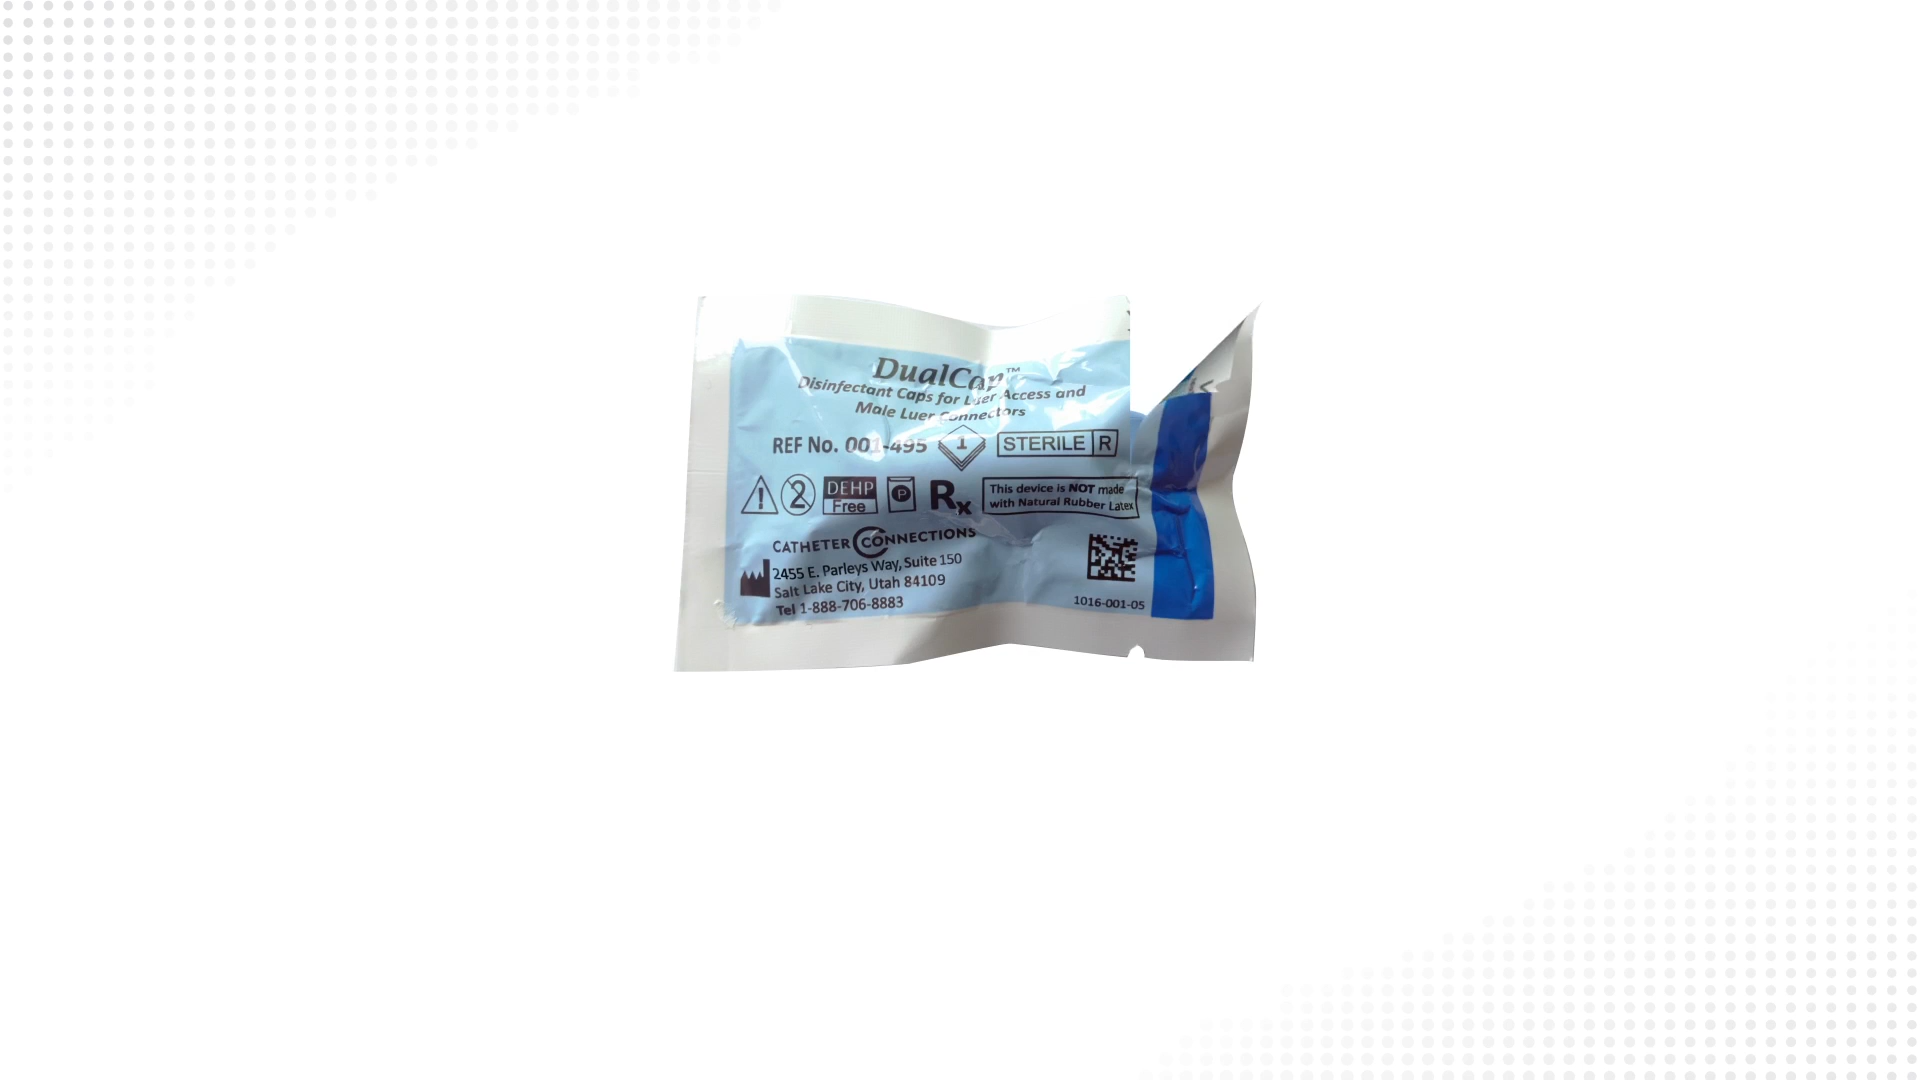 DualCap™
Disinfectant Caps for Luer Access and
Male Luer Connectors
REF No. 001-495 1 STERILE R
2 DEHP Free P Rx This device is NOT made with Natural Rubber Latex
CATHETER CONNECTIONS
2455 E. Parleys Way, Suite 150
Salt Lake City, Utah 84109
Tel 1-888-706-8883
1016-001-05